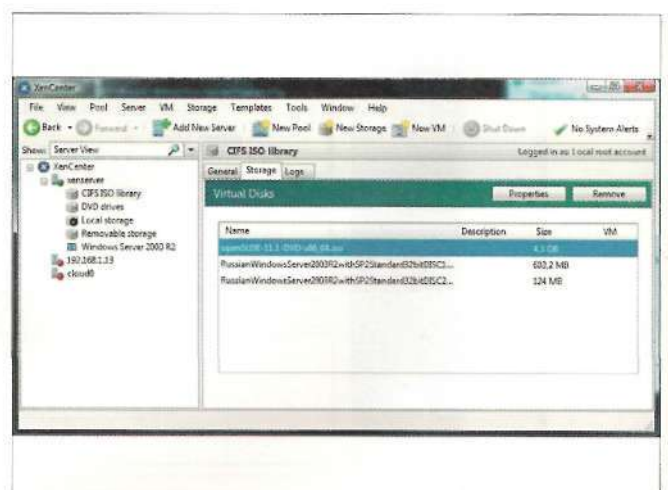 XenCenter
File View Pool Server VM Storage Templates Tools Window Help
Back Forward Add New Server New Pool New Storage New VM Shut Down No System Alerts
Show: Server View
XenCenter
xenserver
CIFS ISO library
DVD drives
Local storage
Removable storage
Windows Server 2003 R2
192.168.1.13
cloud0
CIFS ISO library Logged in as: Local root account
General Storage Logs
Virtual Disks Properties Remove
Name Description Size VM
openSUSE-11.1-DVD-x86_64.iso 4,3 GB
RussianWindowsServer2003R2withSP2Standard32bitDISC1... 602,2 MB
RussianWindowsServer2003R2withSP2Standard32bitDISC2... 124 MB